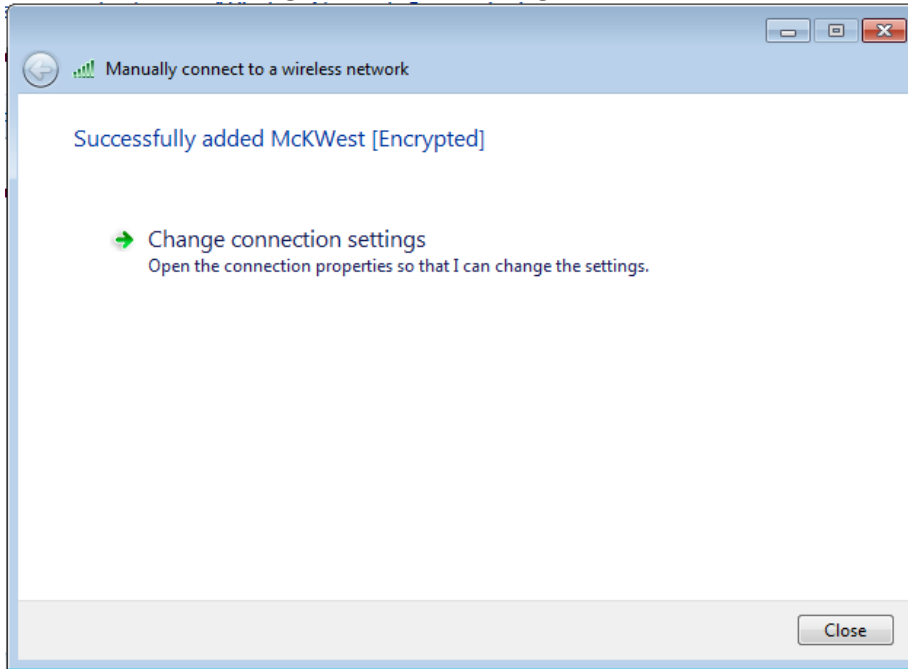 Manually connect to a wireless network
Successfully added McKWest [Encrypted]
Change connection settings
Open the connection properties so that I can change the settings.
Close